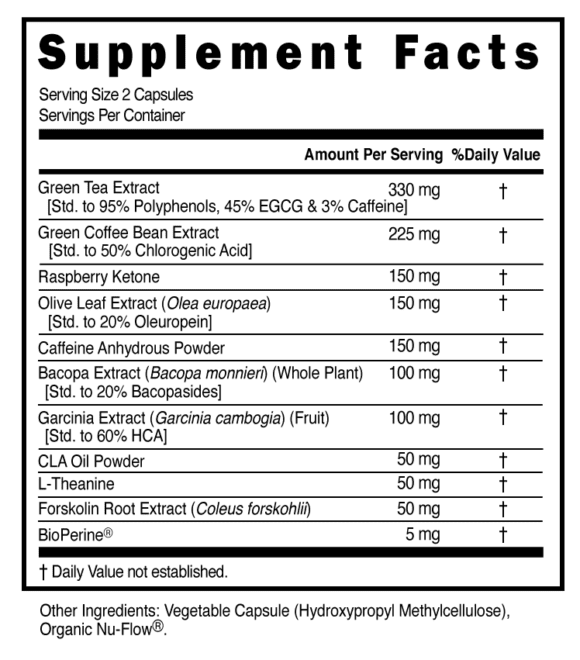 Supplement Facts
Serving Size 2 Capsules
Servings Per Container
Amount Per Serving %Daily Value
Green Tea Extract 330 mg †
[Std. to 95% Polyphenols, 45% EGCG & 3% Caffeine]
Green Coffee Bean Extract 225 mg †
[Std. to 50% Chlorogenic Acid]
Raspberry Ketone 150 mg †
Olive Leaf Extract (Olea europaea) 150 mg †
[Std. to 20% Oleuropein]
Caffeine Anhydrous Powder 150 mg †
Bacopa Extract (Bacopa monnieri) (Whole Plant) 100 mg †
[Std. to 20% Bacopasides]
Garcinia Extract (Garcinia cambogia) (Fruit) 100 mg †
[Std. to 60% HCA]
CLA Oil Powder 50 mg †
L-Theanine 50 mg †
Forskolin Root Extract (Coleus forskohlii) 50 mg †
BioPerine® 5 mg †
† Daily Value not established.
Other Ingredients: Vegetable Capsule (Hydroxypropyl Methylcellulose),
Organic Nu-Flow®.